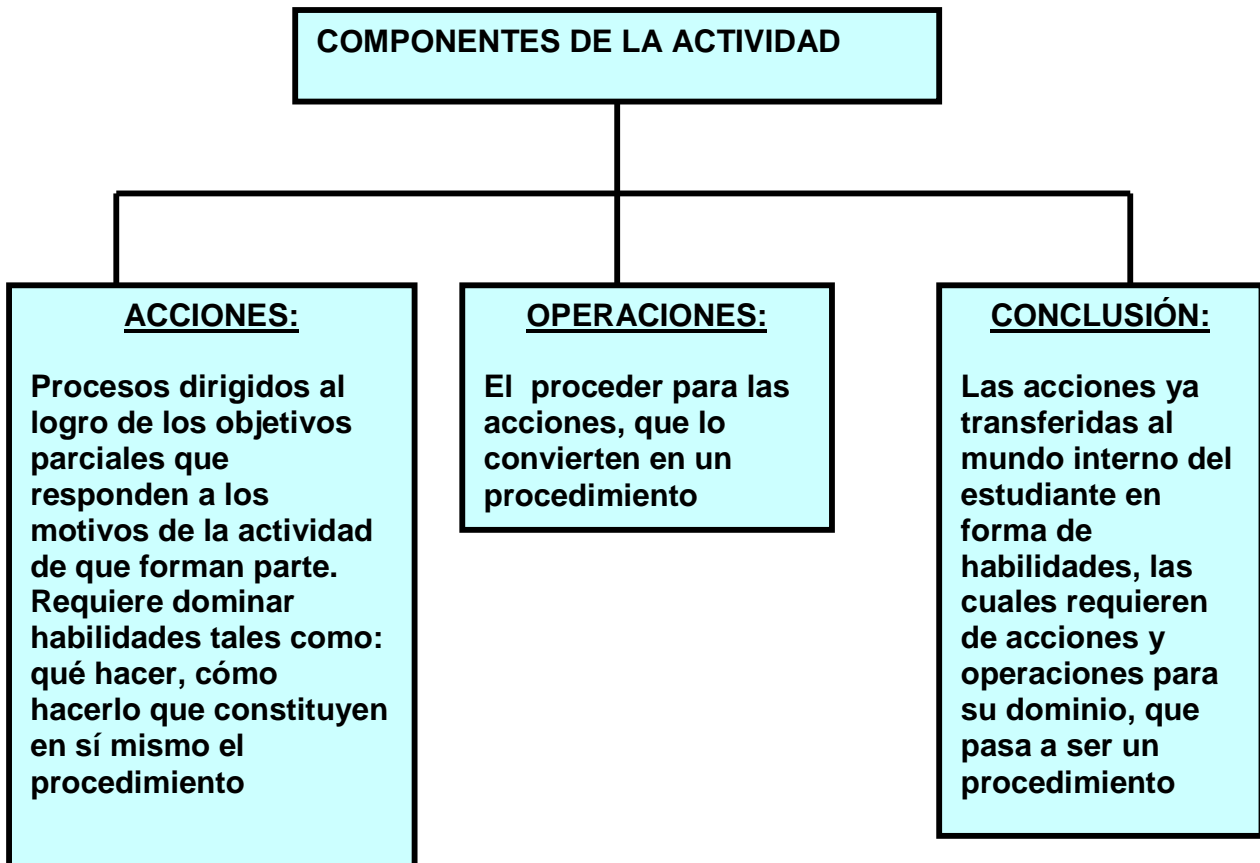 COMPONENTES DE LA ACTIVIDAD
ACCIONES:
Procesos dirigidos al
logro de los objetivos
parciales que
responden a los
motivos de la actividad
de que forman parte.
Requiere dominar
habilidades tales como:
qué hacer, cómo
hacerlo que constituyen
en sí mismo el
procedimiento
OPERACIONES:
El  proceder para las
acciones, que lo
convierten en un
procedimiento
CONCLUSIÓN:
Las acciones ya
transferidas al
mundo interno del
estudiante en
forma de
habilidades, las
cuales requieren
de acciones y
operaciones para
su dominio, que
pasa a ser un
procedimiento